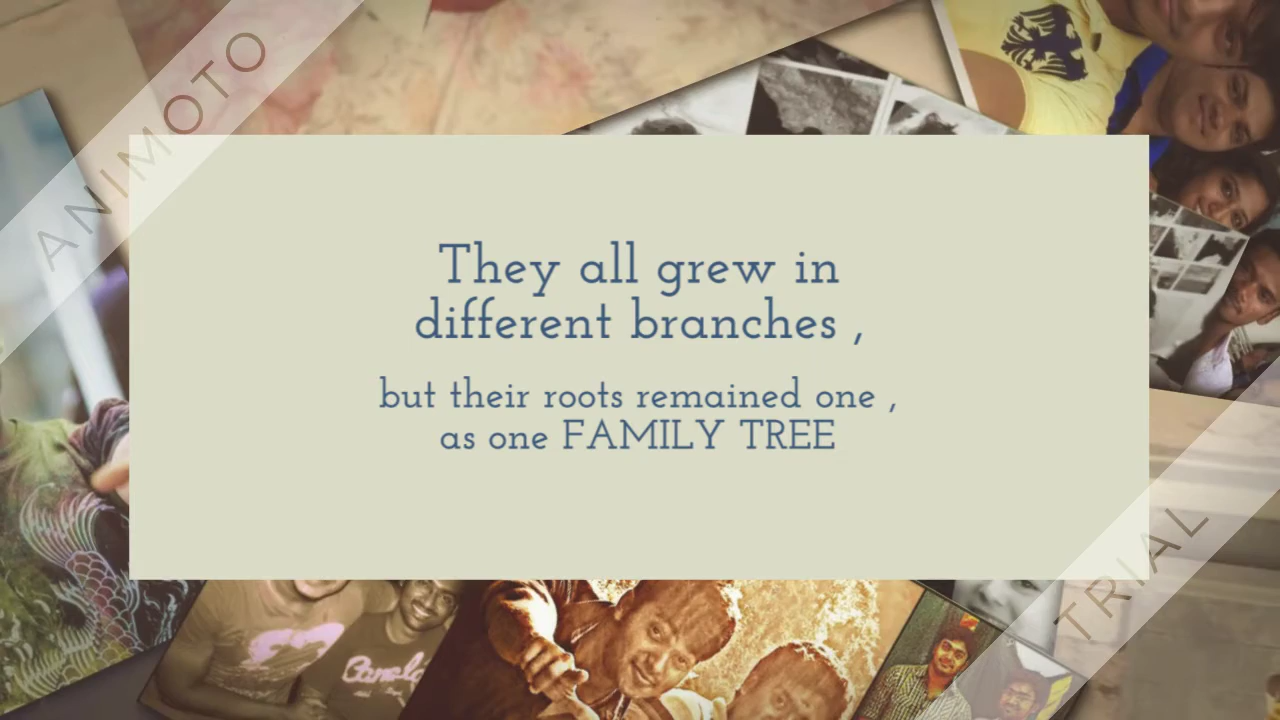 ANIMOTO
They all grew in
different branches ,
but their roots remained one ,
as one FAMILY TREE
TRIAL